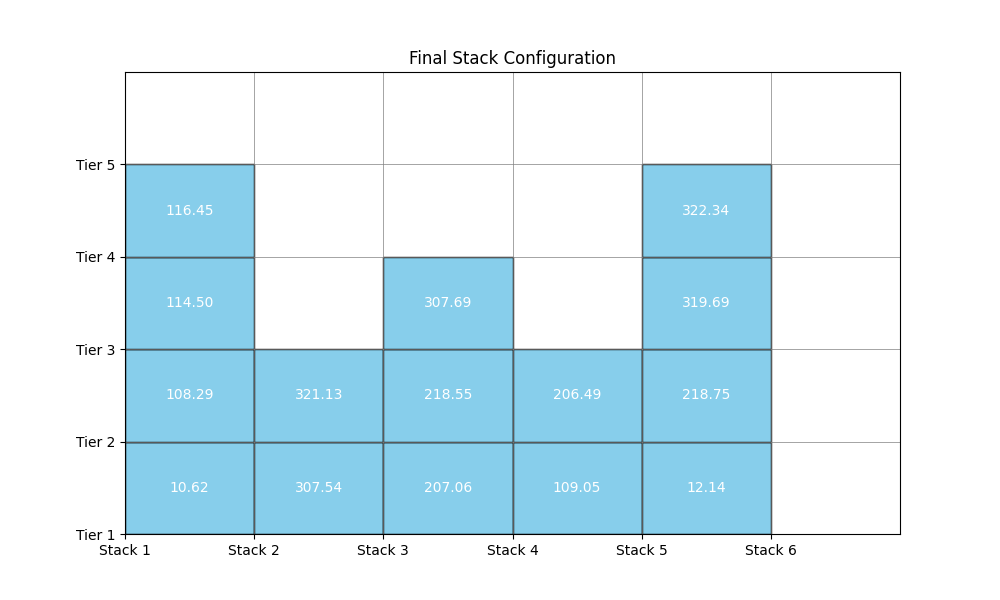 Final Stack Configuration
Tier 5
116.45 322.34
Tier 4
114.50 307.69 319.69
Tier 3
108.29 321.13 218.55 206.49 218.75
Tier 2
10.62 307.54 207.06 109.05 12.14
Tier 1
Stack 1 Stack 2 Stack 3 Stack 4 Stack 5 Stack 6